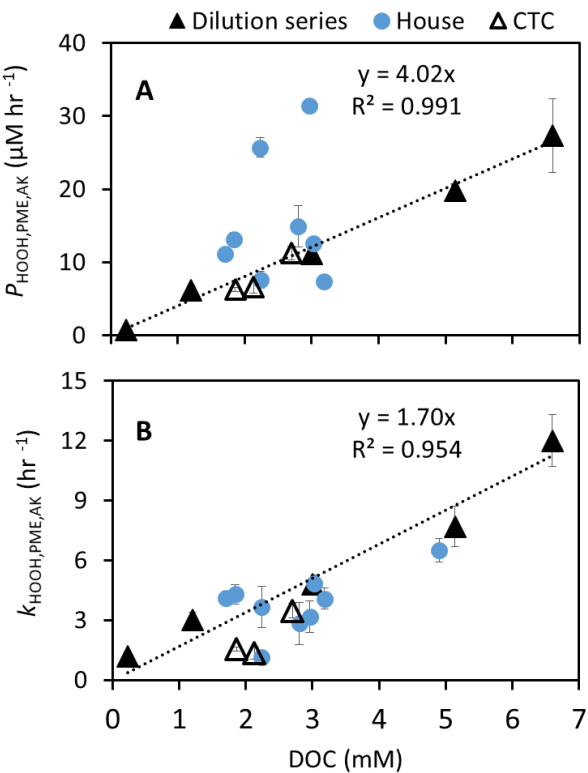 Dilution series House CTC
40
30
20
10
0
P HOOH,PME,AK (µM hr -1)
A
y = 4.02x
R² = 0.991
15
12
9
6
3
0
k HOOH,PME,AK (hr -1)
B
y = 1.70x
R² = 0.954
0 1 2 3 4 5 6 7
DOC (mM)